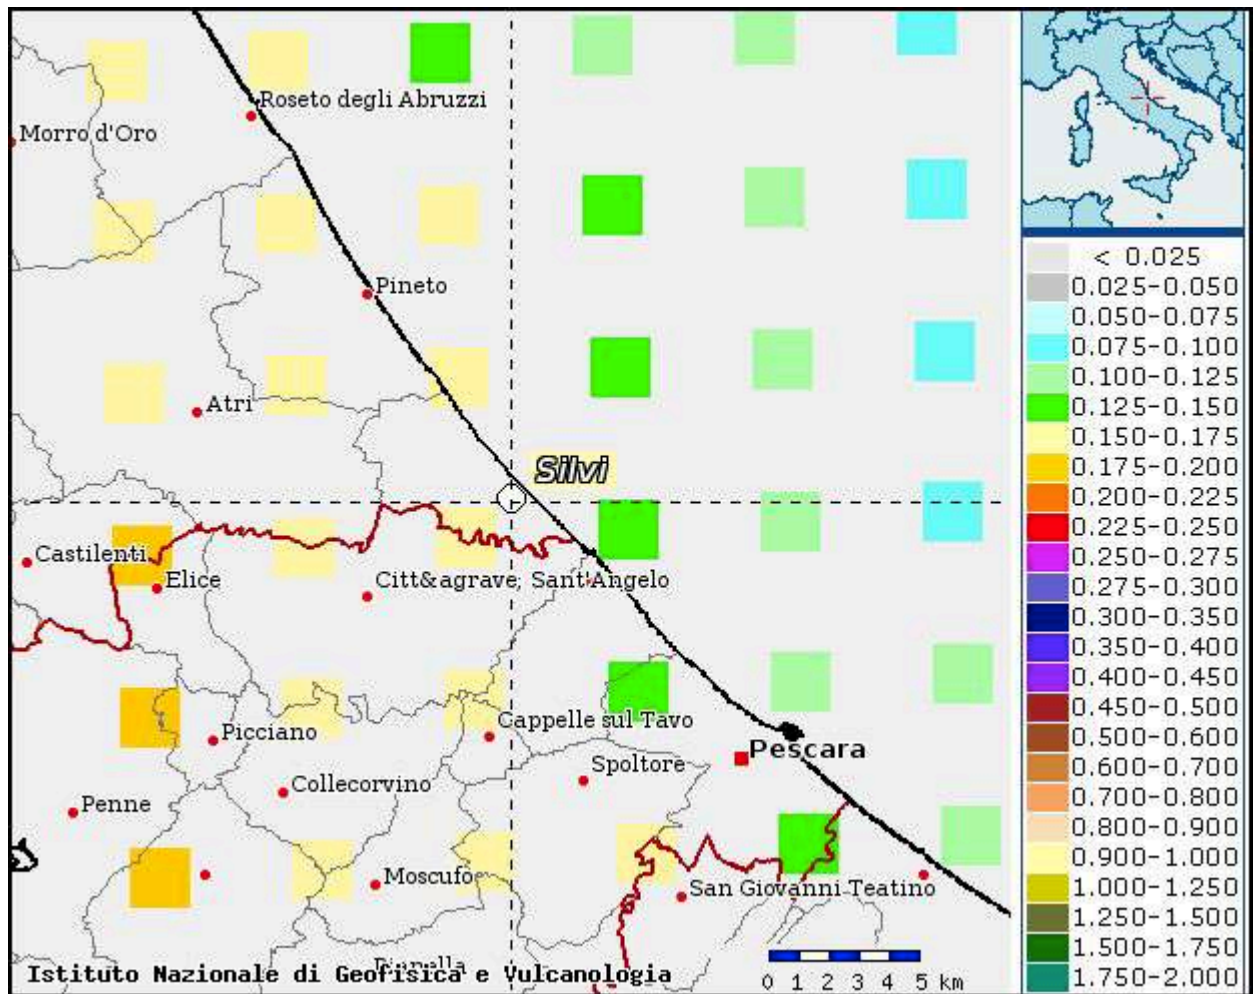 Roseto degli Abruzzi
Morro d'Oro
Pineto
Atri
Silvi
Castilenti
Elice
Citt&agrave; Sant'Angelo
Picciano
Cappelle sul Tavo
Pescara
Spoltore
Collecorvino
Penne
Moscufo
San Giovanni Teatino
Pianella
Istituto Nazionale di Geofisica e Vulcanologia
0 1 2 3 4 5 km
< 0.025
0.025-0.050
0.050-0.075
0.075-0.100
0.100-0.125
0.125-0.150
0.150-0.175
0.175-0.200
0.200-0.225
0.225-0.250
0.250-0.275
0.275-0.300
0.300-0.350
0.350-0.400
0.400-0.450
0.450-0.500
0.500-0.600
0.600-0.700
0.700-0.800
0.800-0.900
0.900-1.000
1.000-1.250
1.250-1.500
1.500-1.750
1.750-2.000